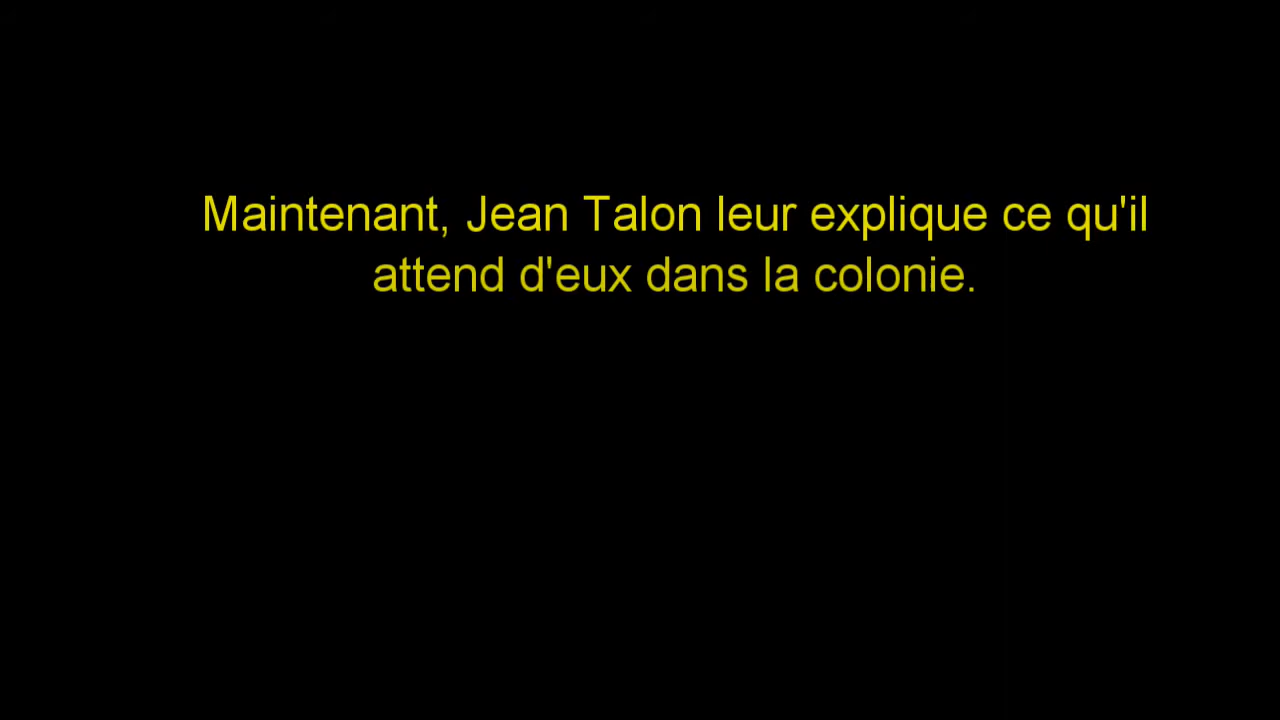 Maintenant, Jean Talon leur explique ce qu'il
attend d'eux dans la colonie.